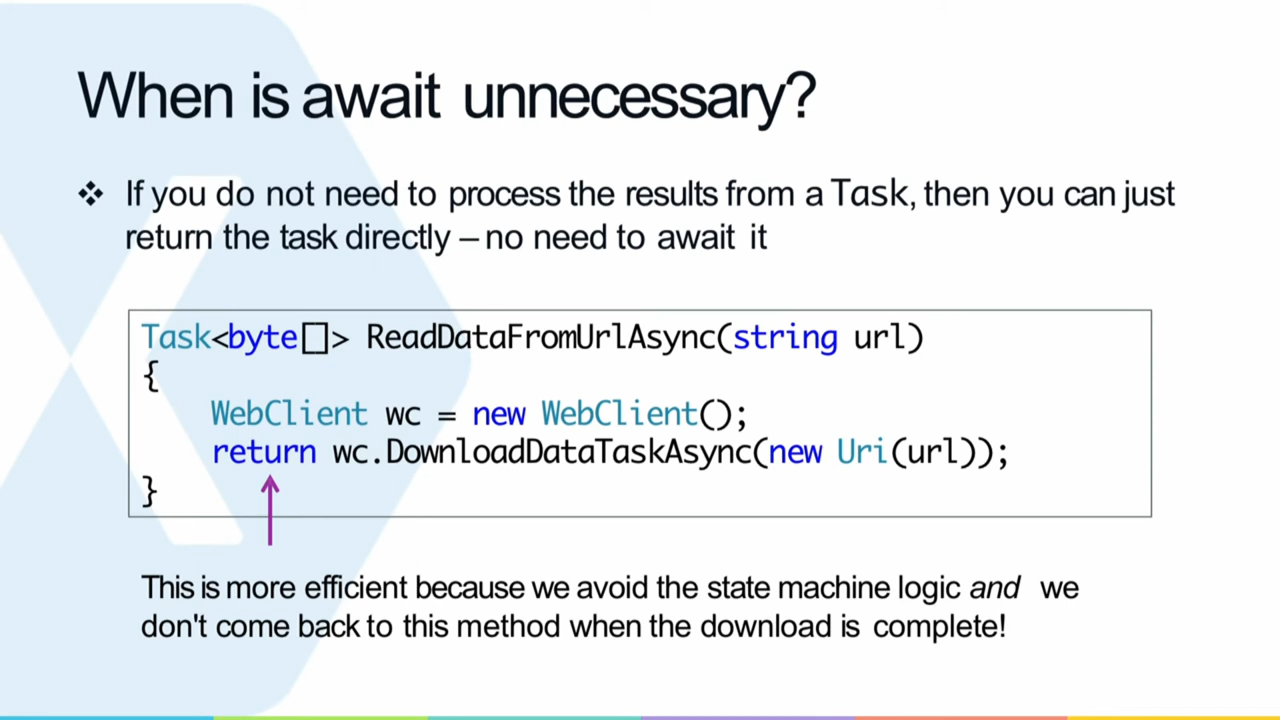 When is await unnecessary?
❖ If you do not need to process the results from a Task, then you can just
return the task directly – no need to await it
Task<byte[]> ReadDataFromUrlAsync(string url)
{
    WebClient wc = new WebClient();
    return wc.DownloadDataTaskAsync(new Uri(url));
}
This is more efficient because we avoid the state machine logic and we
don't come back to this method when the download is complete!